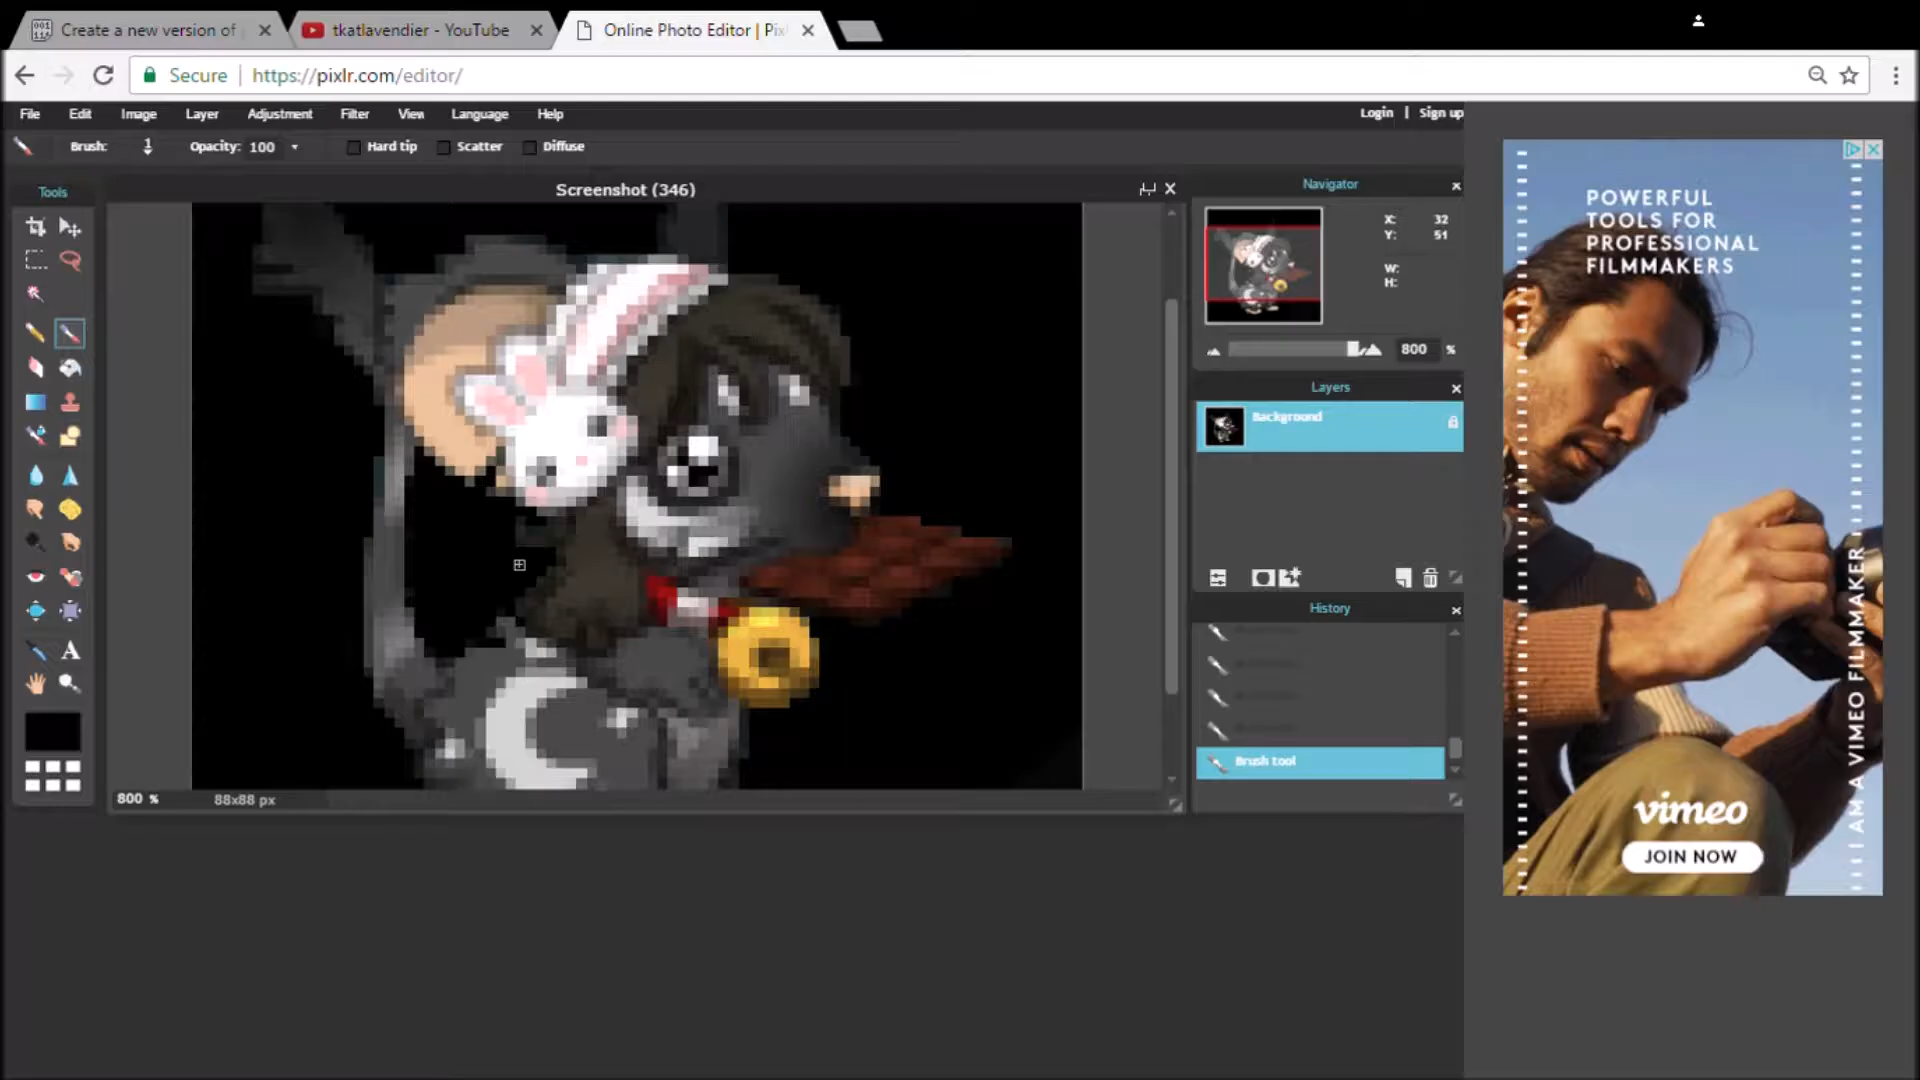 Create a new version of
tkatlavendier - YouTube
Online Photo Editor | Pix
Secure
https://pixlr.com/editor/
File Edit Image Layer Adjustment Filter View Language Help
Login | Sign up
Brush: 1 Opacity: 100 Hard tip Scatter Diffuse
Tools
Screenshot (346)
Navigator
X: 32
Y: 51
W:
H:
800 %
Layers
Background
History
Brush tool
800 % 88x88 px
POWERFUL
TOOLS FOR
PROFESSIONAL
FILMMAKERS
I AM A VIMEO FILMMAKER
vimeo
JOIN NOW